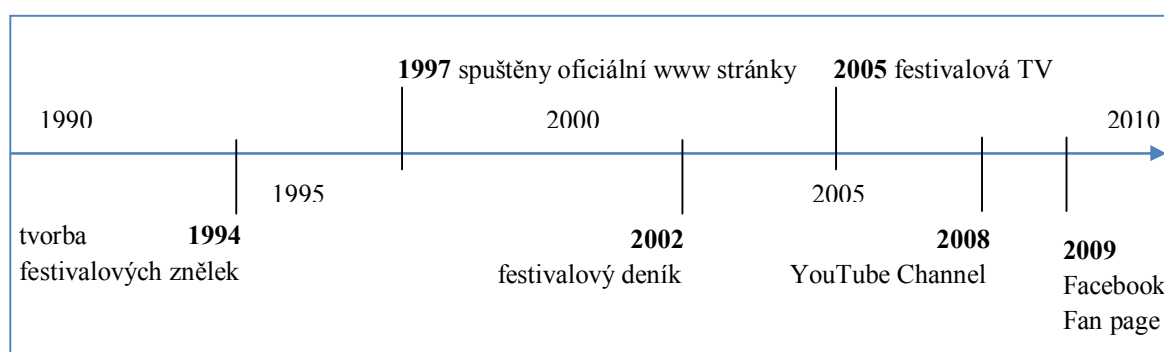 1997 spuštěny oficiální www stránky
2005 festivalová TV
1990
2000
2010
1995
2005
tvorba 1994
festivalových znělek
2002
festivalový deník
2008
YouTube Channel
2009
Facebook
Fan page